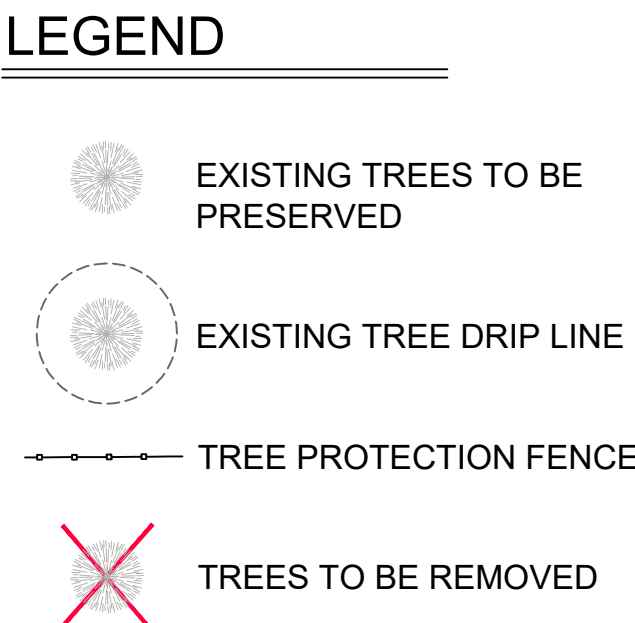 LEGEND
EXISTING TREES TO BE
PRESERVED
EXISTING TREE DRIP LINE
TREE PROTECTION FENCE
TREES TO BE REMOVED